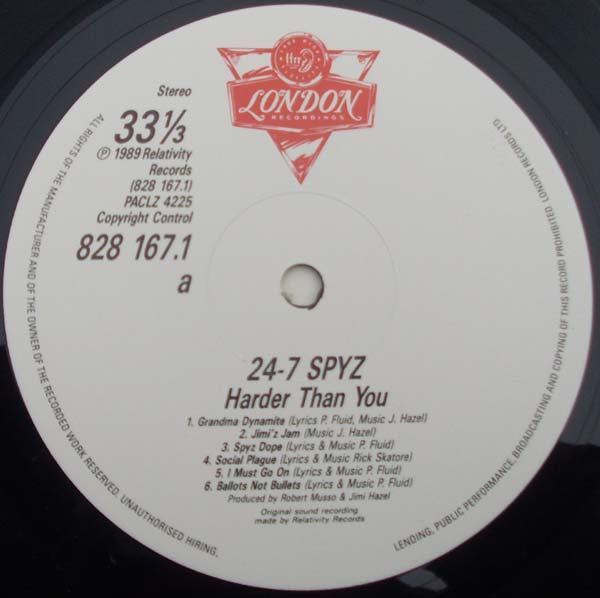 ffrr
LONDON
RECORDINGS
Stereo
33⅓
℗ 1989 Relativity
Records
(828 167.1)
PACLZ 4225
Copyright Control
828 167.1
a
24-7 SPYZ
Harder Than You
1. Grandma Dynamite (Lyrics P. Fluid, Music J. Hazel)
2. Jimi'z Jam (Music J. Hazel)
3. Spyz Dope (Lyrics & Music P. Fluid)
4. Social Plague (Lyrics & Music Rick Skatore)
5. I Must Go On (Lyrics & Music P. Fluid)
6. Ballots Not Bullets (Lyrics & Music P. Fluid)
Produced by Robert Musso & Jimi Hazel
Original sound recording
made by Relativity Records
ALL RIGHTS OF THE MANUFACTURER AND OF THE OWNER OF THE RECORDED WORK RESERVED. UNAUTHORISED HIRING,
LENDING, PUBLIC PERFORMANCE, BROADCASTING AND COPYING OF THIS RECORD PROHIBITED. LONDON RECORDS LTD.